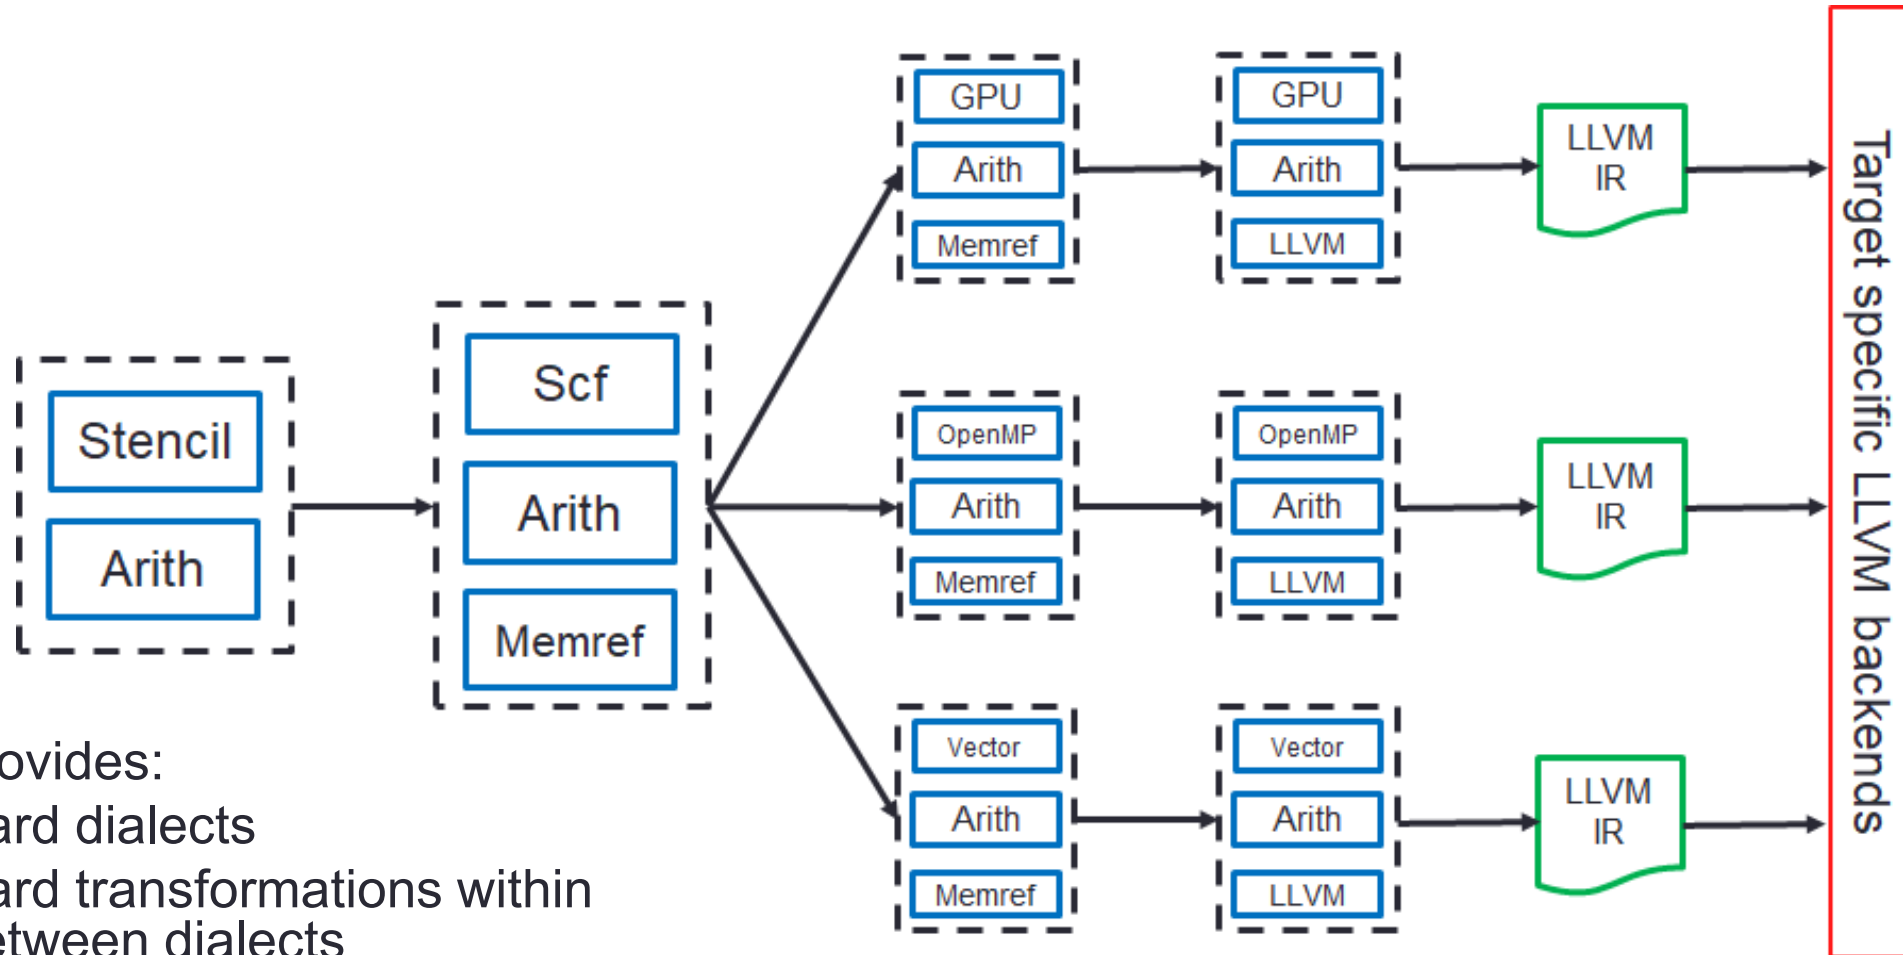 Stencil
Arith
Scf
Arith
Memref
GPU
Arith
Memref
GPU
Arith
LLVM
LLVM
IR
OpenMP
Arith
Memref
OpenMP
Arith
LLVM
LLVM
IR
Vector
Arith
Memref
Vector
Arith
LLVM
LLVM
IR
Target specific LLVM backends
ovides:
ard dialects
ard transformations within
etween dialects